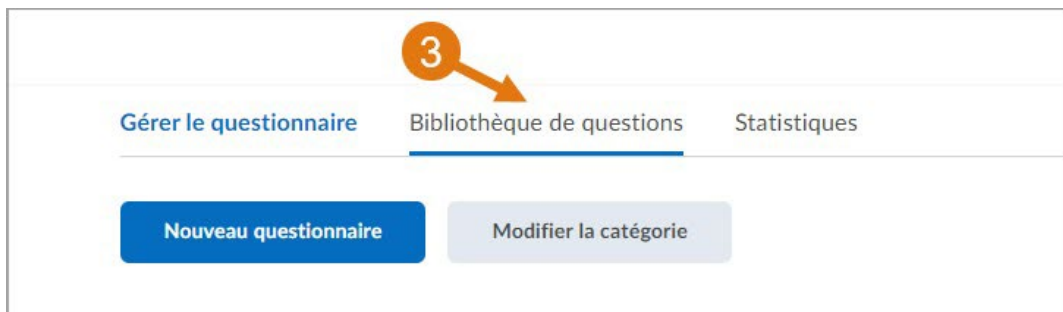 3
Gérer le questionnaire Bibliothèque de questions Statistiques
Nouveau questionnaire Modifier la catégorie